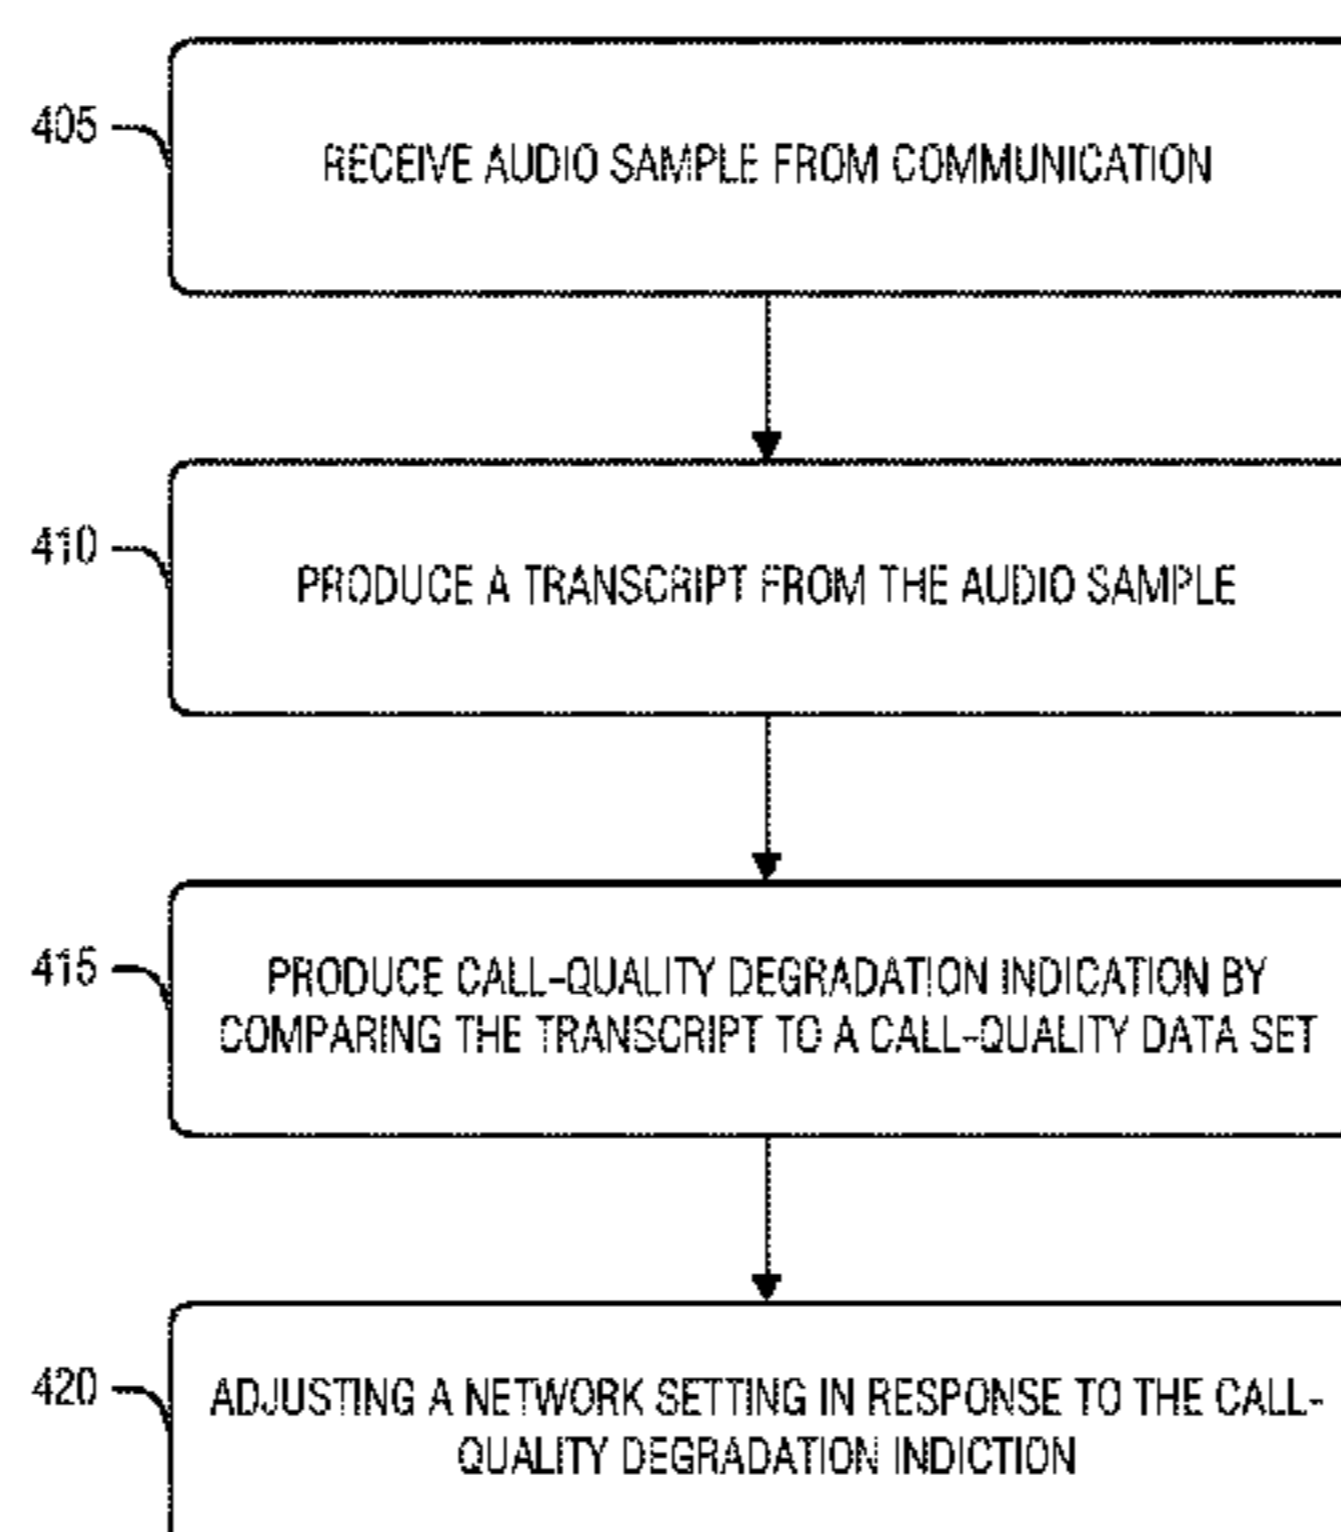 405
RECEIVE AUDIO SAMPLE FROM COMMUNICATION
410
PRODUCE A TRANSCRIPT FROM THE AUDIO SAMPLE
415
PRODUCE CALL-QUALITY DEGRADATION INDICATION BY
COMPARING THE TRANSCRIPT TO A CALL-QUALITY DATA SET
420
ADJUSTING A NETWORK SETTING IN RESPONSE TO THE CALL-
QUALITY DEGRADATION INDICTION